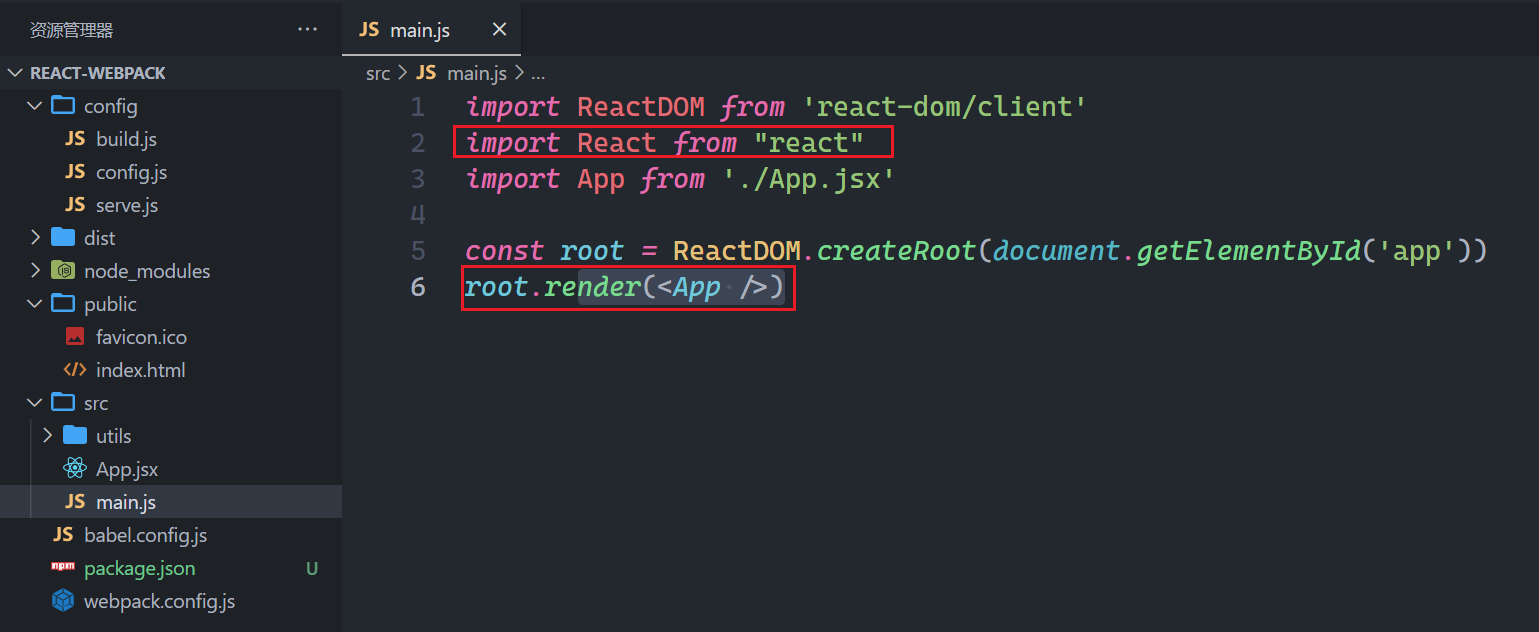 资源管理器 ···
REACT-WEBPACK
config
JS build.js
JS config.js
JS serve.js
dist
node_modules
public
favicon.ico
index.html
src
utils
App.jsx
JS main.js
JS babel.config.js
npm package.json U
webpack.config.js
JS main.js ×
src > JS main.js > ...
1 import ReactDOM from 'react-dom/client'
2 import React from "react"
3 import App from './App.jsx'
4
5 const root = ReactDOM.createRoot(document.getElementById('app'))
6 root.render(<App />)